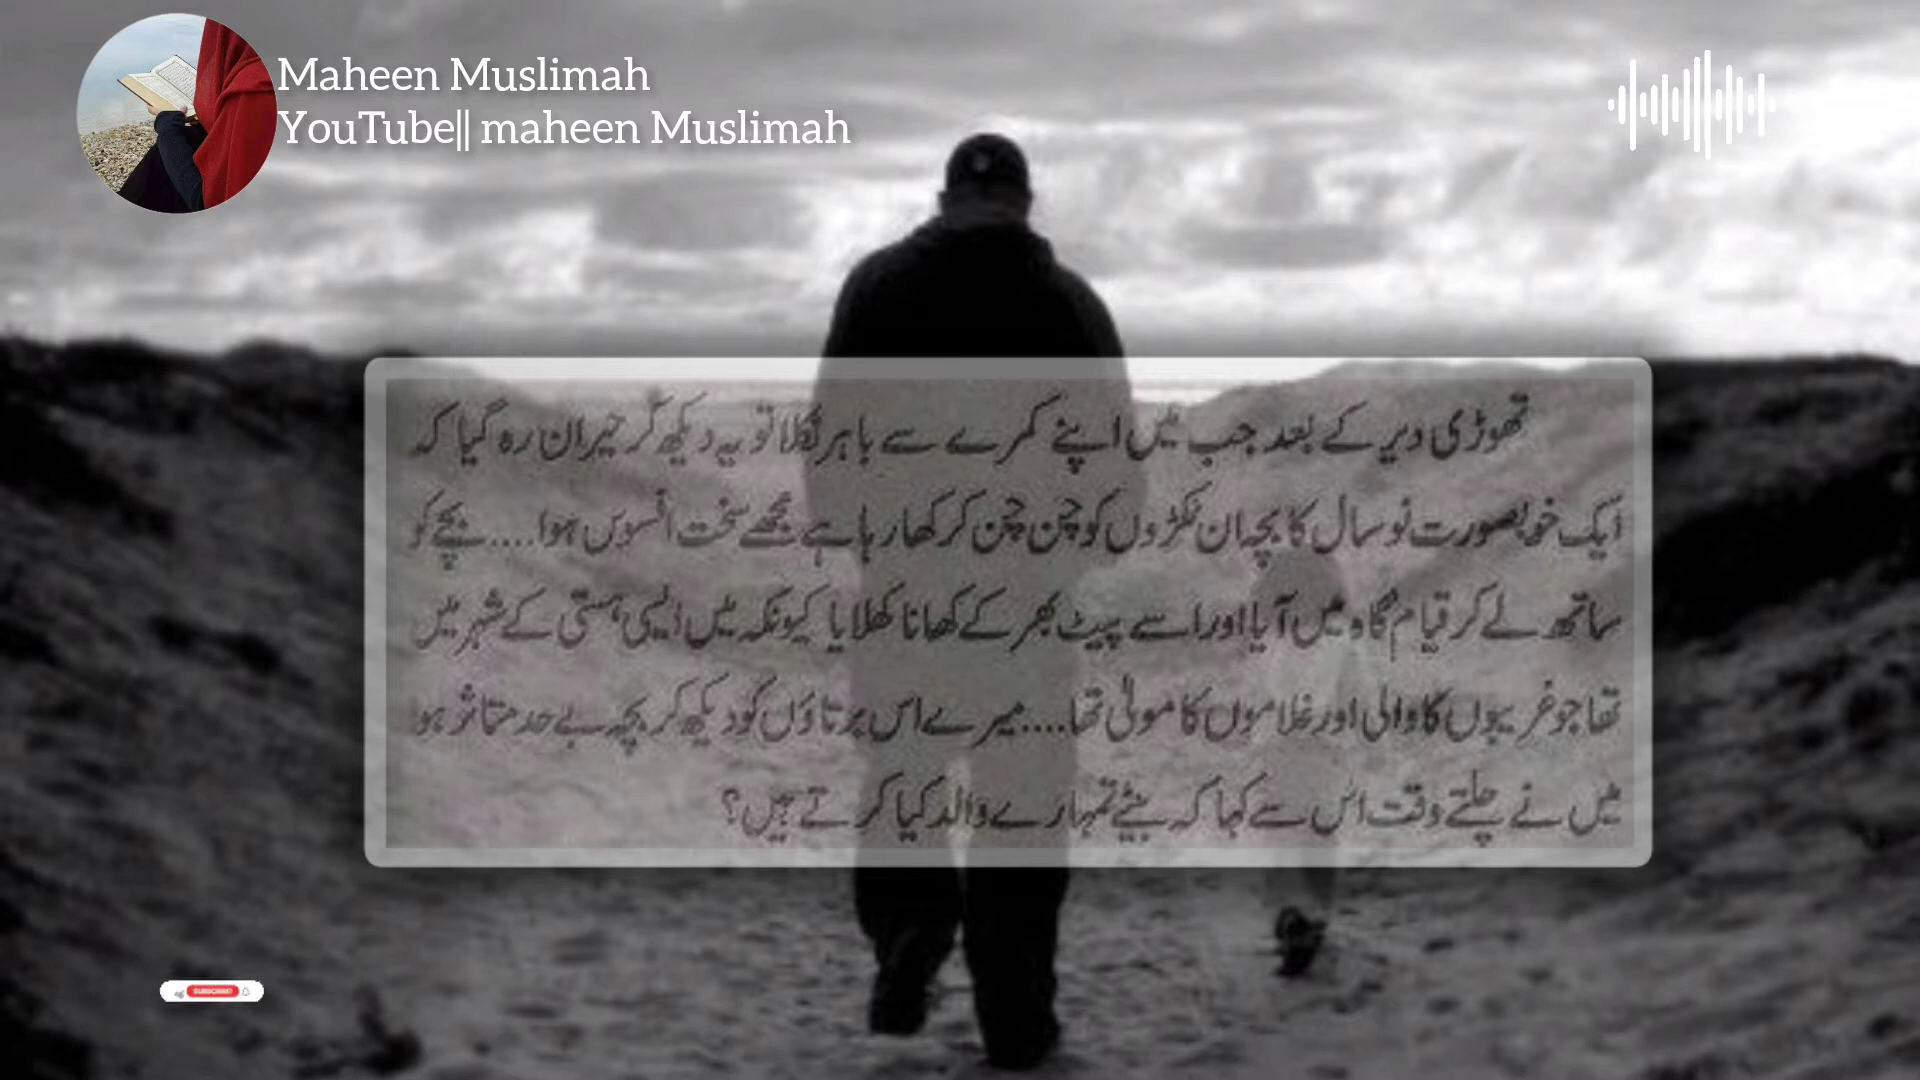 Maheen Muslimah
YouTube|| maheen Muslimah
تھوڑی دیر کے بعد جب میں اپنے کمرے سے باہر نکلا تو یہ دیکھ کر حیران رہ گیا کہ
ایک خوبصورت نو سال کا بچہ ان ٹکڑوں کو چن چن کر کھا رہا ہے مجھے سخت افسوس ہوا.... بچے کو
ساتھ لے کر قیام گاہ میں آیا اور اسے پیٹ بھر کے کھانا کھلایا کیونکہ میں ایسی ہستی کے شہر میں
تھا جو غریبوں کا والی اور غلاموں کا مولیٰ تھا.... میرے اس برتاؤں کو دیکھ کر بچہ بے حد متاثر ہو
میں نے چلتے وقت اس سے کہا کہ بیٹے تمہارے والد کیا کرتے ہیں؟
SUBSCRIBE